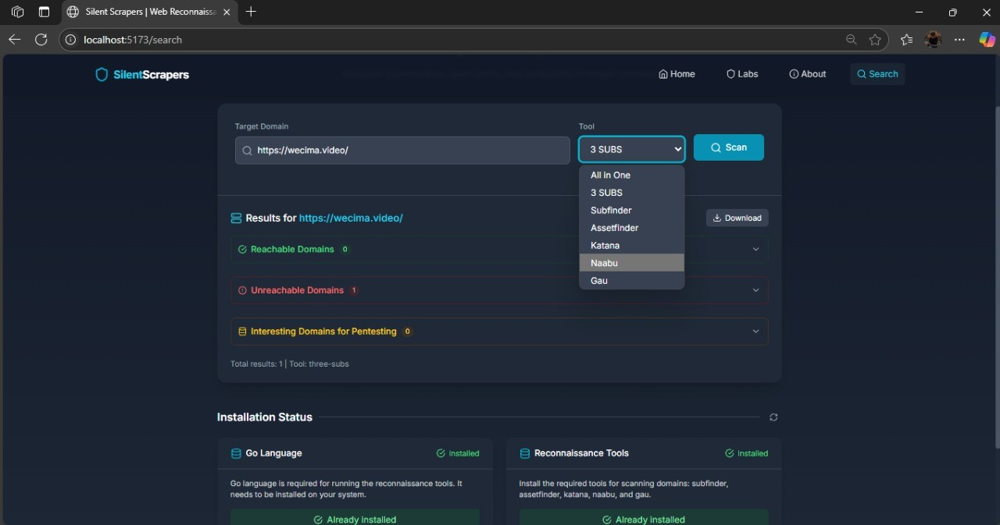 Silent Scrapers | Web Reconnaissa
localhost:5173/search
SilentScrapers
Home
Labs
About
Search
Target Domain
Tool
https://wecima.video/
3 SUBS
Scan
All in One
3 SUBS
Subfinder
Assetfinder
Katana
Naabu
Gau
Results for https://wecima.video/
Download
Reachable Domains 0
Unreachable Domains 1
Interesting Domains for Pentesting 0
Total results: 1 | Tool: three-subs
Installation Status
Go Language
Installed
Go language is required for running the reconnaissance tools. It
needs to be installed on your system.
Already installed
Reconnaissance Tools
Installed
Install the required tools for scanning domains: subfinder,
assetfinder, katana, naabu, and gau.
Already installed